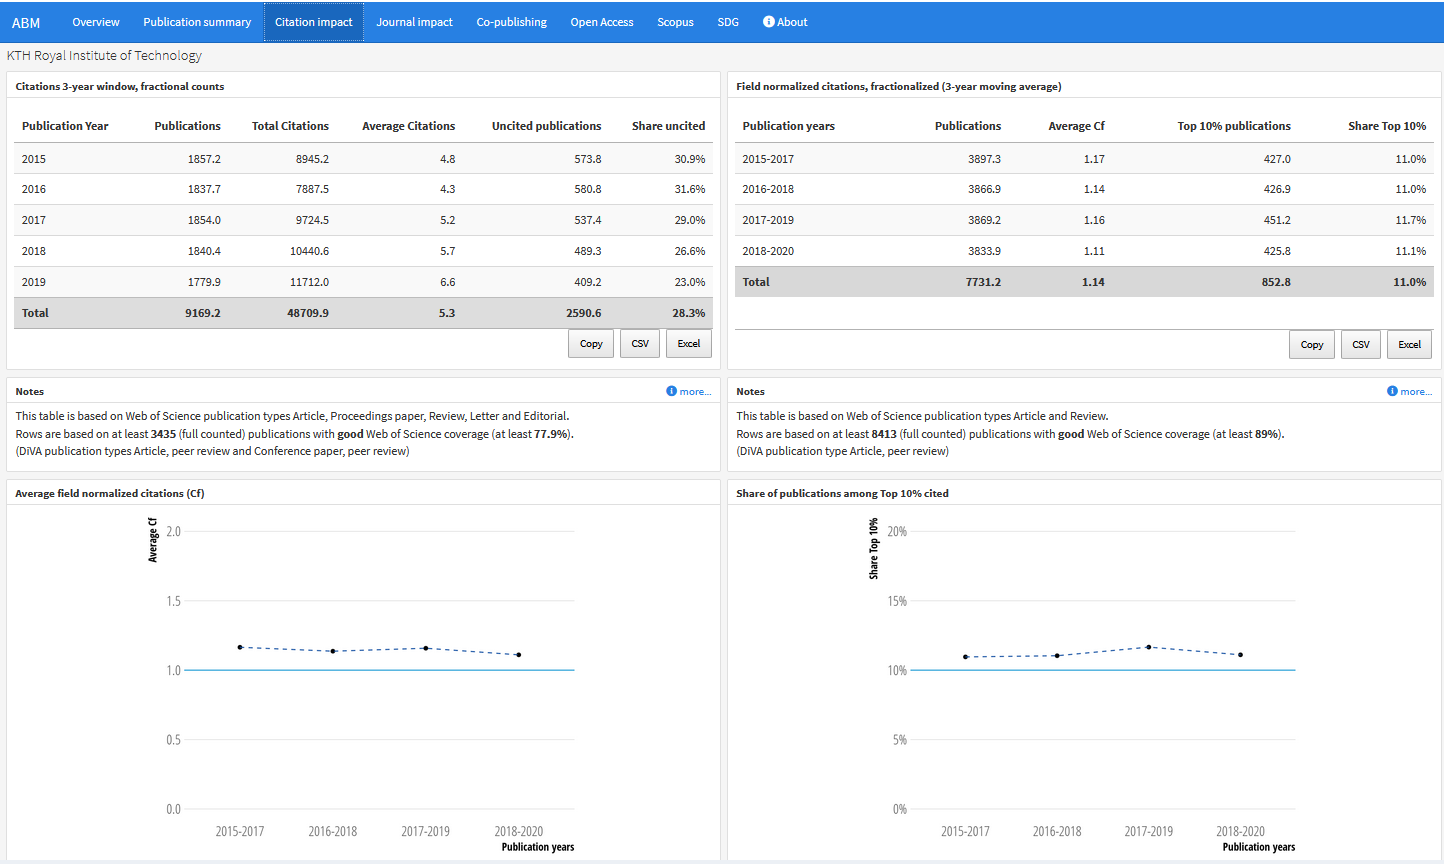 ABM Overview Publication summary Citation impact Journal impact Co-publishing Open Access Scopus SDG About
KTH Royal Institute of Technology
Citations 3-year window, fractional counts
Publication Year Publications Total Citations Average Citations Uncited publications Share uncited
2015 1857.2 8945.2 4.8 573.8 30.9%
2016 1837.7 7887.5 4.3 580.8 31.6%
2017 1854.0 9724.5 5.2 537.4 29.0%
2018 1840.4 10440.6 5.7 489.3 26.6%
2019 1779.9 11712.0 6.6 409.2 23.0%
Total 9169.2 48709.9 5.3 2590.6 28.3%
Copy CSV Excel
Field normalized citations, fractionalized (3-year moving average)
Publication years Publications Average Cf Top 10% publications Share Top 10%
2015-2017 3897.3 1.17 427.0 11.0%
2016-2018 3866.9 1.14 426.9 11.0%
2017-2019 3869.2 1.16 451.2 11.7%
2018-2020 3833.9 1.11 425.8 11.1%
Total 7731.2 1.14 852.8 11.0%
Copy CSV Excel
Notes more...
This table is based on Web of Science publication types Article, Proceedings paper, Review, Letter and Editorial.
Rows are based on at least 3435 (full counted) publications with good Web of Science coverage (at least 77.9%).
(DiVA publication types Article, peer review and Conference paper, peer review)
Notes more...
This table is based on Web of Science publication types Article and Review.
Rows are based on at least 8413 (full counted) publications with good Web of Science coverage (at least 89%).
(DiVA publication type Article, peer review)
Average field normalized citations (Cf)
Average Cf
2.0
1.5
1.0
0.5
0.0
2015-2017 2016-2018 2017-2019 2018-2020
Publication years
Share of publications among Top 10% cited
Share Top 10%
20%
15%
10%
5%
0%
2015-2017 2016-2018 2017-2019 2018-2020
Publication years